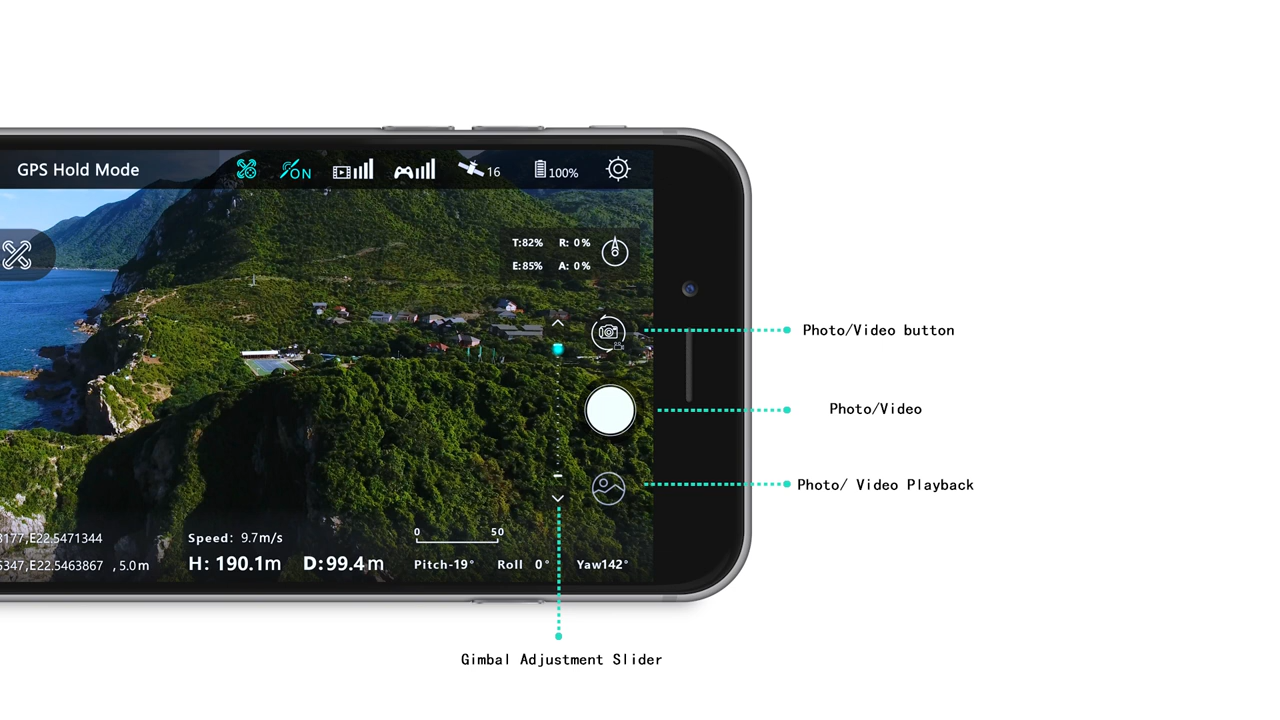 GPS Hold Mode
ON
16
100%
T:82% R: 0%
E:85% A: 0%
Photo/Video button
Photo/Video
Photo/ Video Playback
3177,E22.5471344
5347,E22.5463867 , 5.0m
Speed: 9.7m/s
H: 190.1m D:99.4m
0 50
Pitch-19° Roll 0° Yaw142°
Gimbal Adjustment Slider